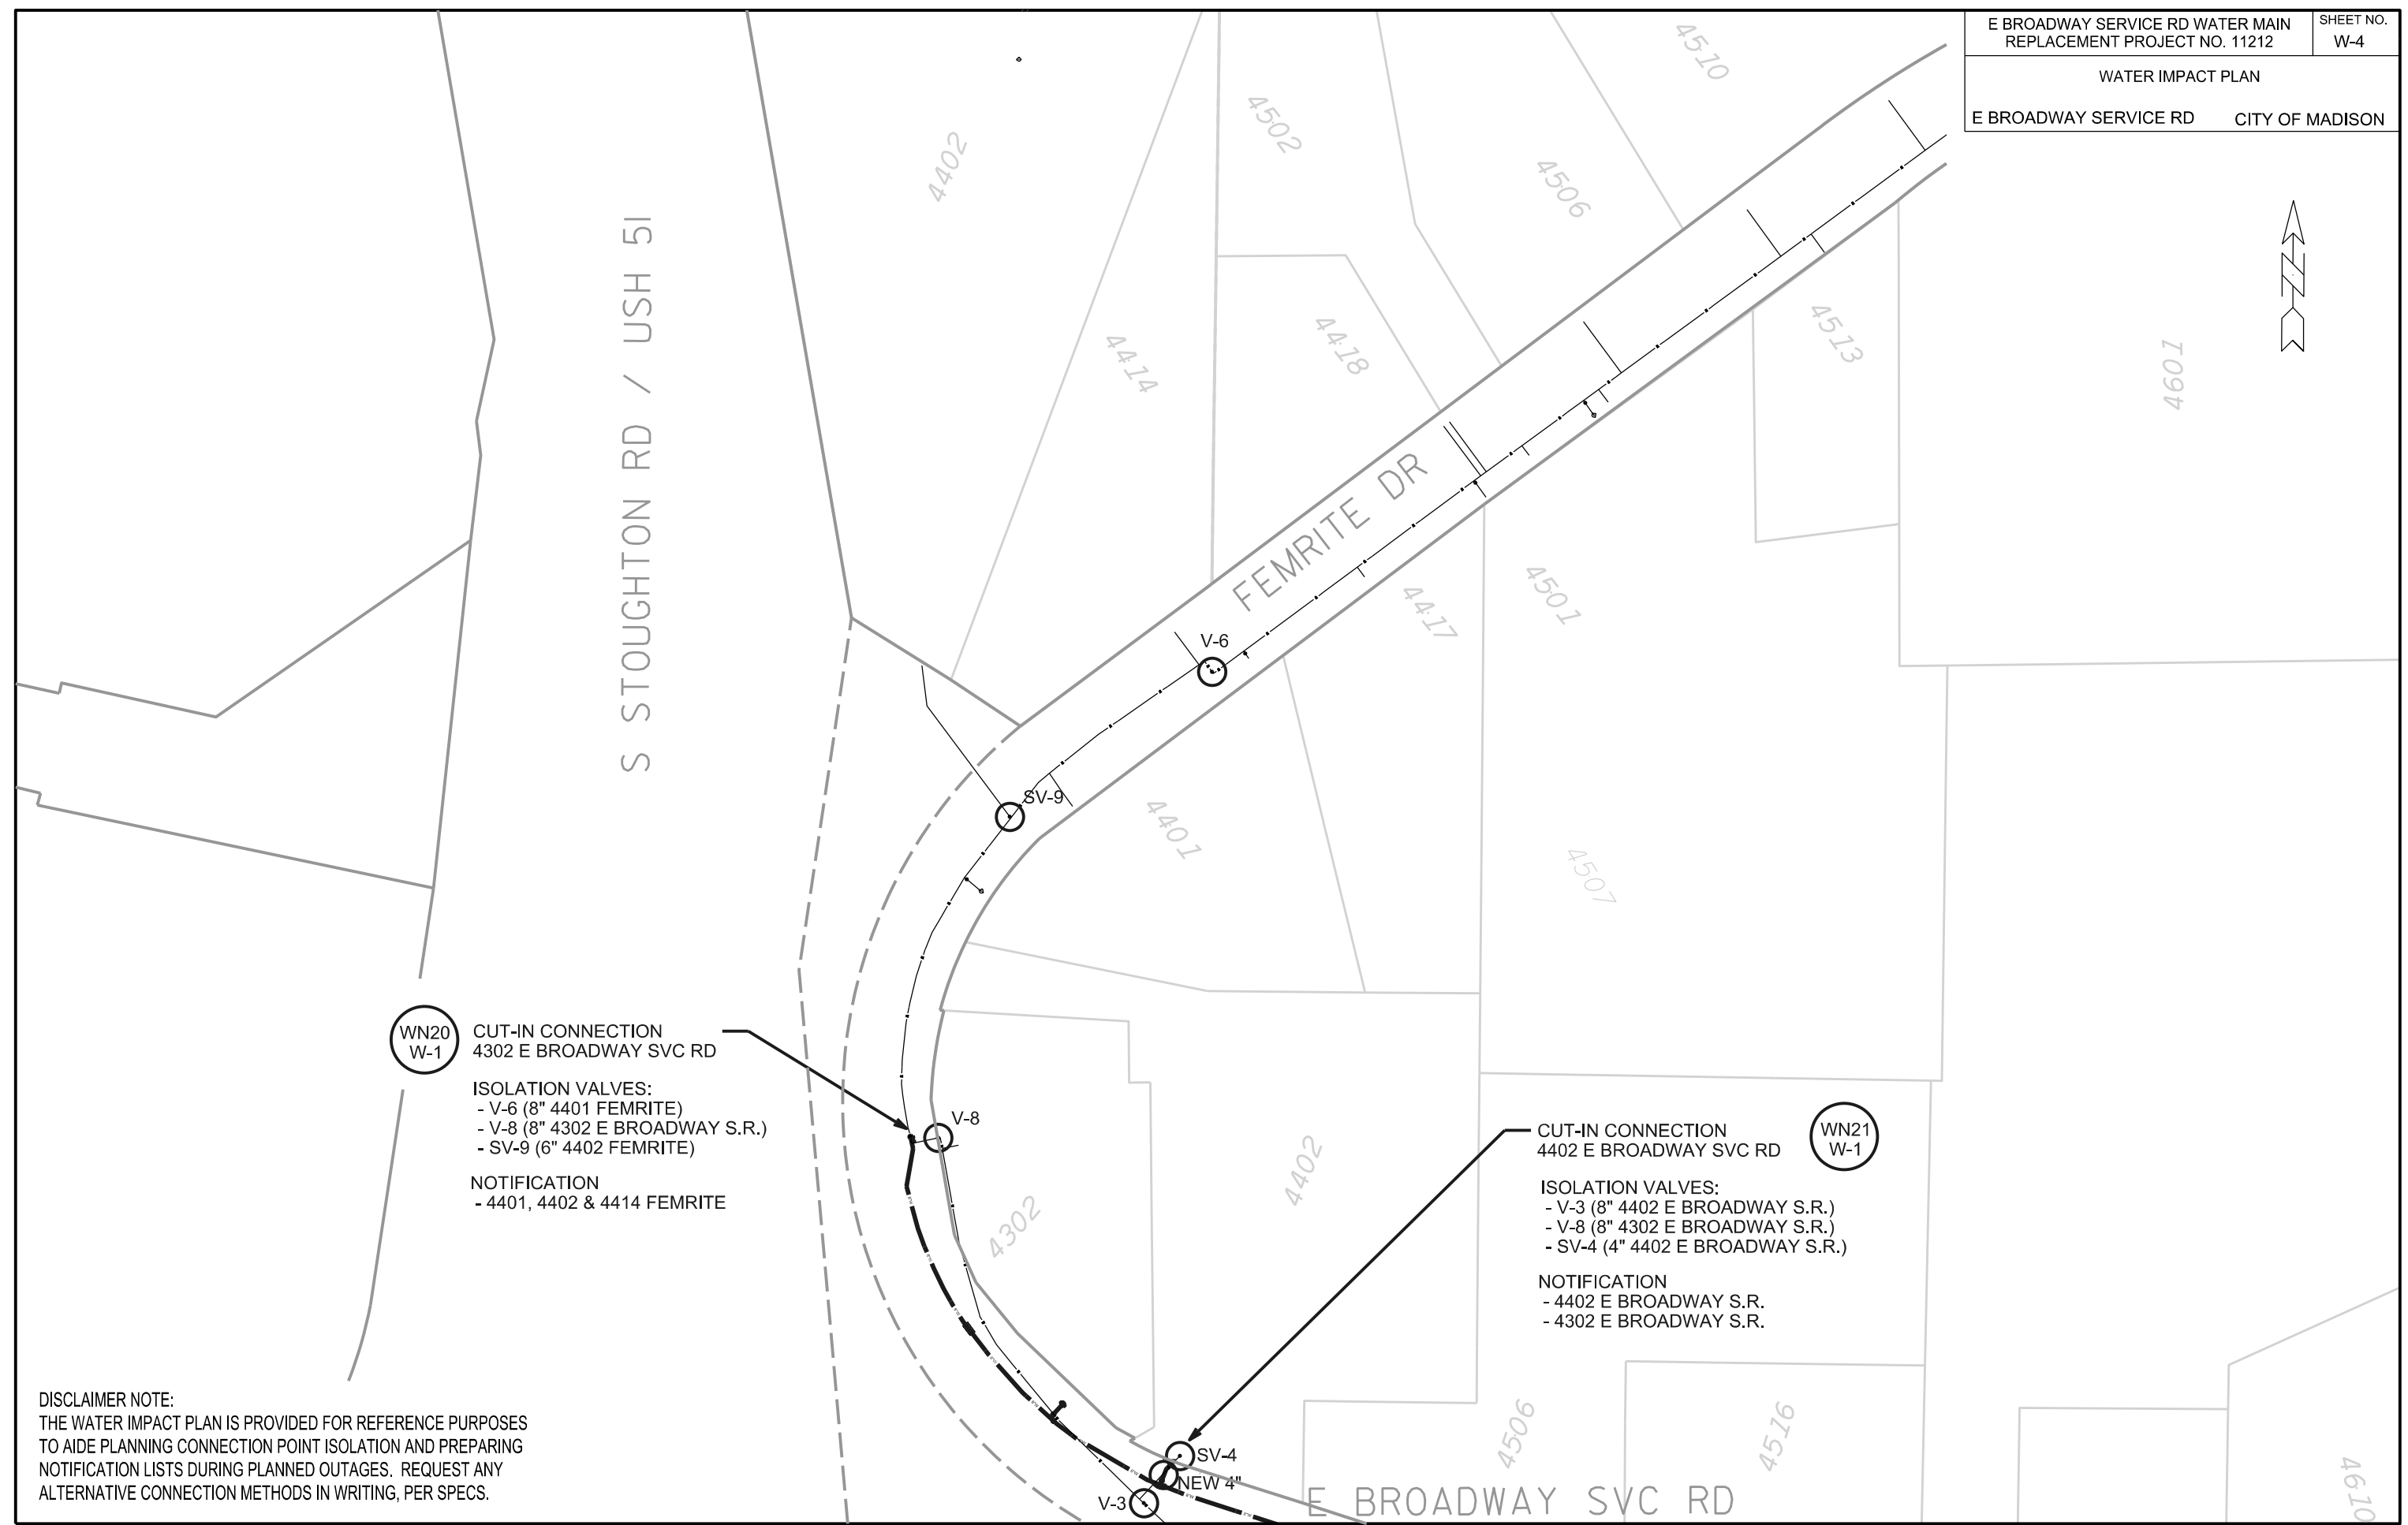 E BROADWAY SERVICE RD WATER MAIN
REPLACEMENT PROJECT NO. 11212
SHEET NO.
W-4
WATER IMPACT PLAN
E BROADWAY SERVICE RD CITY OF MADISON
N
4510
4502
4402
4506
S STOUGHTON RD / USH 51
4414
4418
4513
4601
FEMRITE DR
4417
4501
V-6
SV-9
4401
4507
WN20
W-1
CUT-IN CONNECTION
4302 E BROADWAY SVC RD
ISOLATION VALVES:
- V-6 (8" 4401 FEMRITE)
- V-8 (8" 4302 E BROADWAY S.R.)
- SV-9 (6" 4402 FEMRITE)
NOTIFICATION
- 4401, 4402 & 4414 FEMRITE
V-8
4302
4402
CUT-IN CONNECTION
4402 E BROADWAY SVC RD
WN21
W-1
ISOLATION VALVES:
- V-3 (8" 4402 E BROADWAY S.R.)
- V-8 (8" 4302 E BROADWAY S.R.)
- SV-4 (4" 4402 E BROADWAY S.R.)
NOTIFICATION
- 4402 E BROADWAY S.R.
- 4302 E BROADWAY S.R.
DISCLAIMER NOTE:
THE WATER IMPACT PLAN IS PROVIDED FOR REFERENCE PURPOSES
TO AIDE PLANNING CONNECTION POINT ISOLATION AND PREPARING
NOTIFICATION LISTS DURING PLANNED OUTAGES. REQUEST ANY
ALTERNATIVE CONNECTION METHODS IN WRITING, PER SPECS.
SV-4
NEW 4"
V-3
4506
4516
4610
E BROADWAY SVC RD